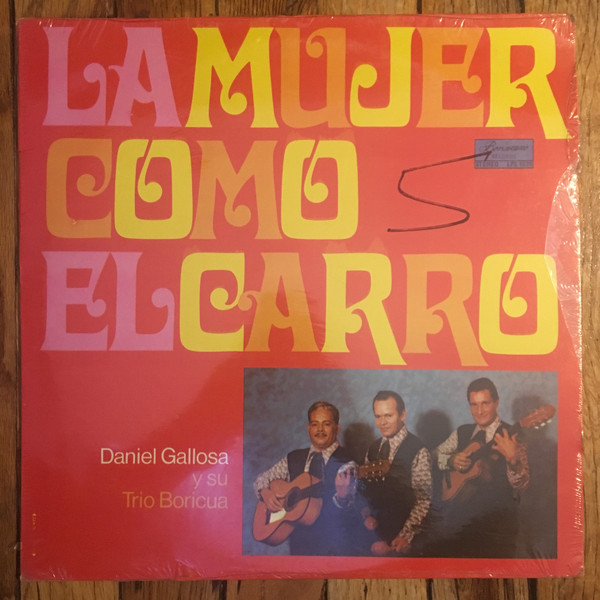 LA MUJER
COMO
EL CARRO
5
Daniel Gallosa
y su
Trio Boricua